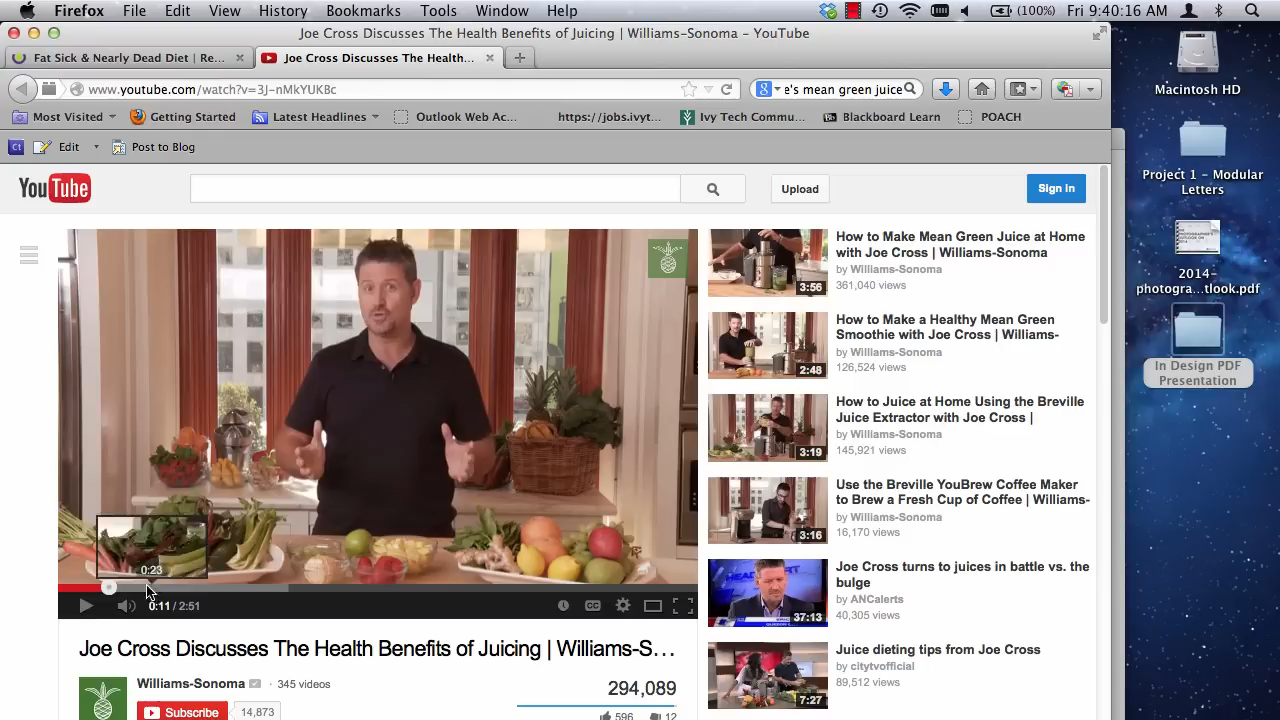 Firefox File Edit View History Bookmarks Tools Window Help (100%) Fri 9:40:16 AM
Joe Cross Discusses The Health Benefits of Juicing | Williams-Sonoma – YouTube
Fat Sick & Nearly Dead Diet | Re... Joe Cross Discusses The Health...
www.youtube.com/watch?v=3J-nMkYUKBc e's mean green juice
Most Visited Getting Started Latest Headlines Outlook Web Ac... https://jobs.ivyt... Ivy Tech Commu... Bb Blackboard Learn POACH
Ct Edit Post to Blog
YouTube Upload Sign in
How to Make Mean Green Juice at Home
with Joe Cross | Williams-Sonoma
by Williams-Sonoma
361,040 views
3:56
How to Make a Healthy Mean Green
Smoothie with Joe Cross | Williams-
by Williams-Sonoma
126,524 views
2:48
How to Juice at Home Using the Breville
Juice Extractor with Joe Cross |
by Williams-Sonoma
145,921 views
3:19
Use the Breville YouBrew Coffee Maker
to Brew a Fresh Cup of Coffee | Williams-
by Williams-Sonoma
16,170 views
3:16
Joe Cross turns to juices in battle vs. the
bulge
by ANCalerts
40,305 views
37:13
Juice dieting tips from Joe Cross
by citytvofficial
89,512 views
7:27
0:23
0:11 / 2:51 CC
Joe Cross Discusses The Health Benefits of Juicing | Williams-S...
Williams-Sonoma · 345 videos
294,089
Subscribe 14,873
596 12
Macintosh HD
Project 1 – Modular
Letters
2014-
photogra...tlook.pdf
In Design PDF
Presentation